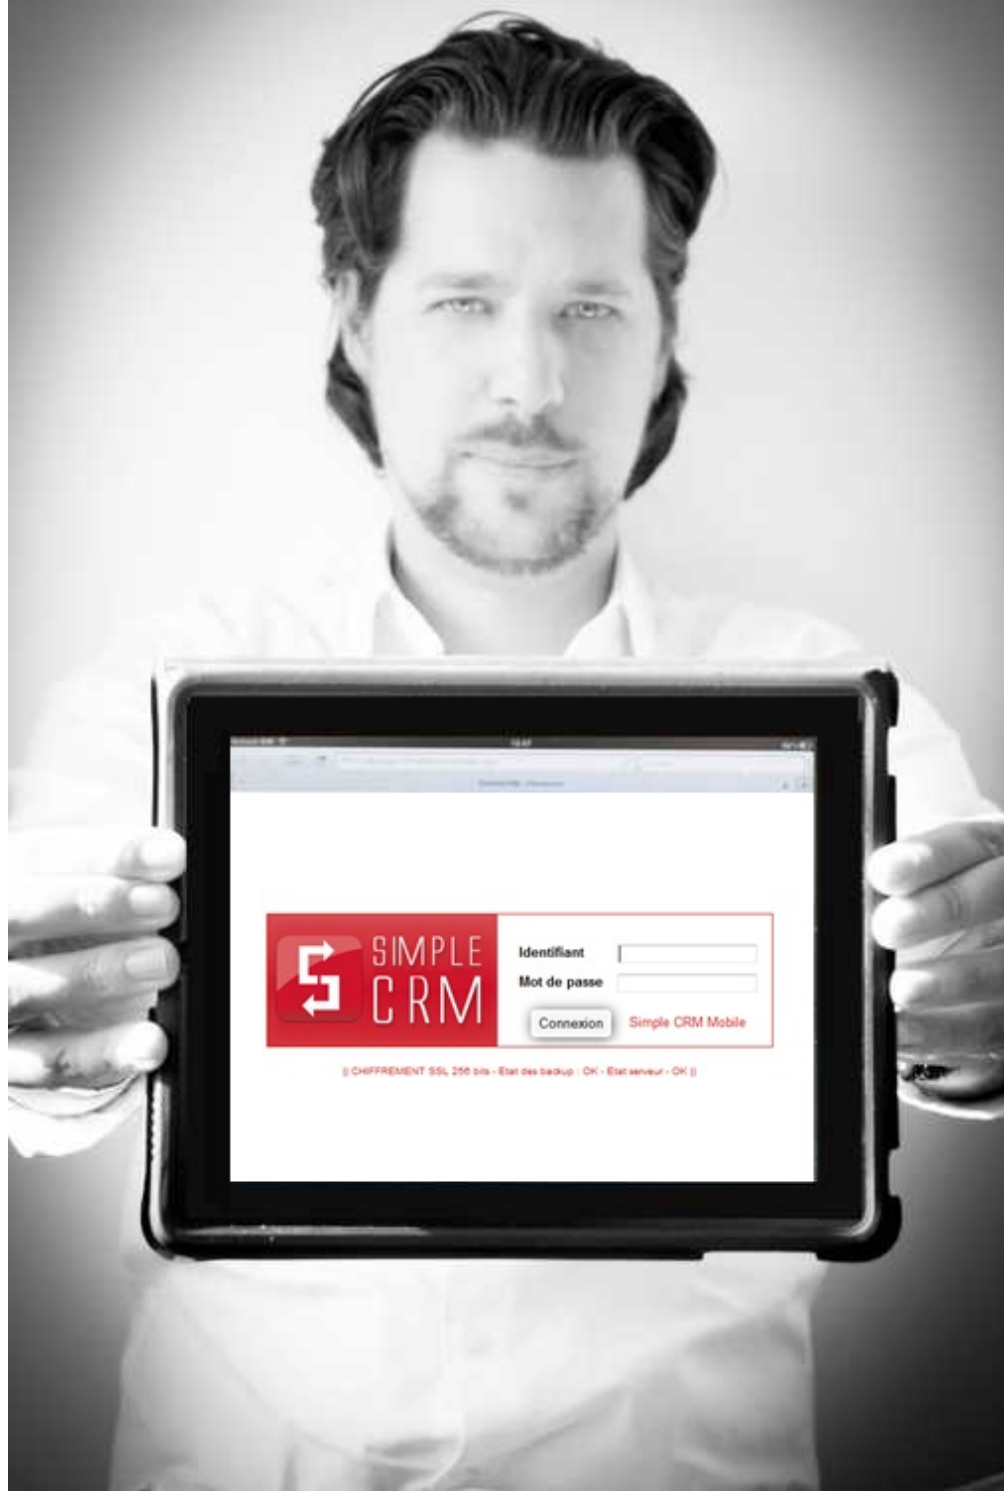 SIMPLE
CRM
Identifiant
Mot de passe
Connexion
Simple CRM Mobile
|| CHIFFREMENT SSL 256 bits - Etat des backup : OK - Etat serveur - OK ||